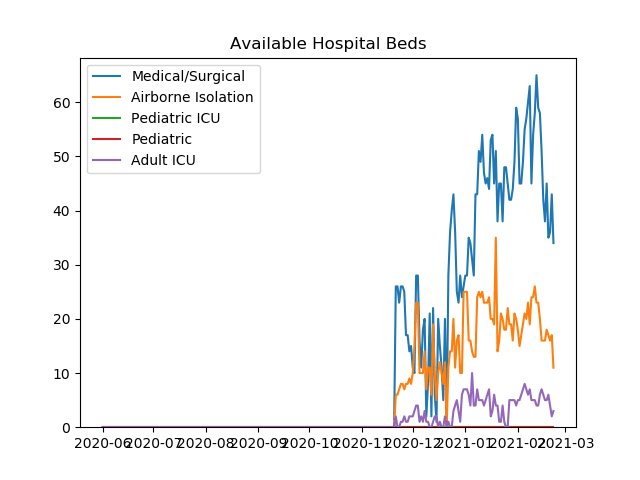 Available Hospital Beds
Medical/Surgical
Airborne Isolation
Pediatric ICU
Pediatric
Adult ICU
60
50
40
30
20
10
0
2020-06 2020-07 2020-08 2020-09 2020-10 2020-11 2020-12 2021-01 2021-02 2021-03